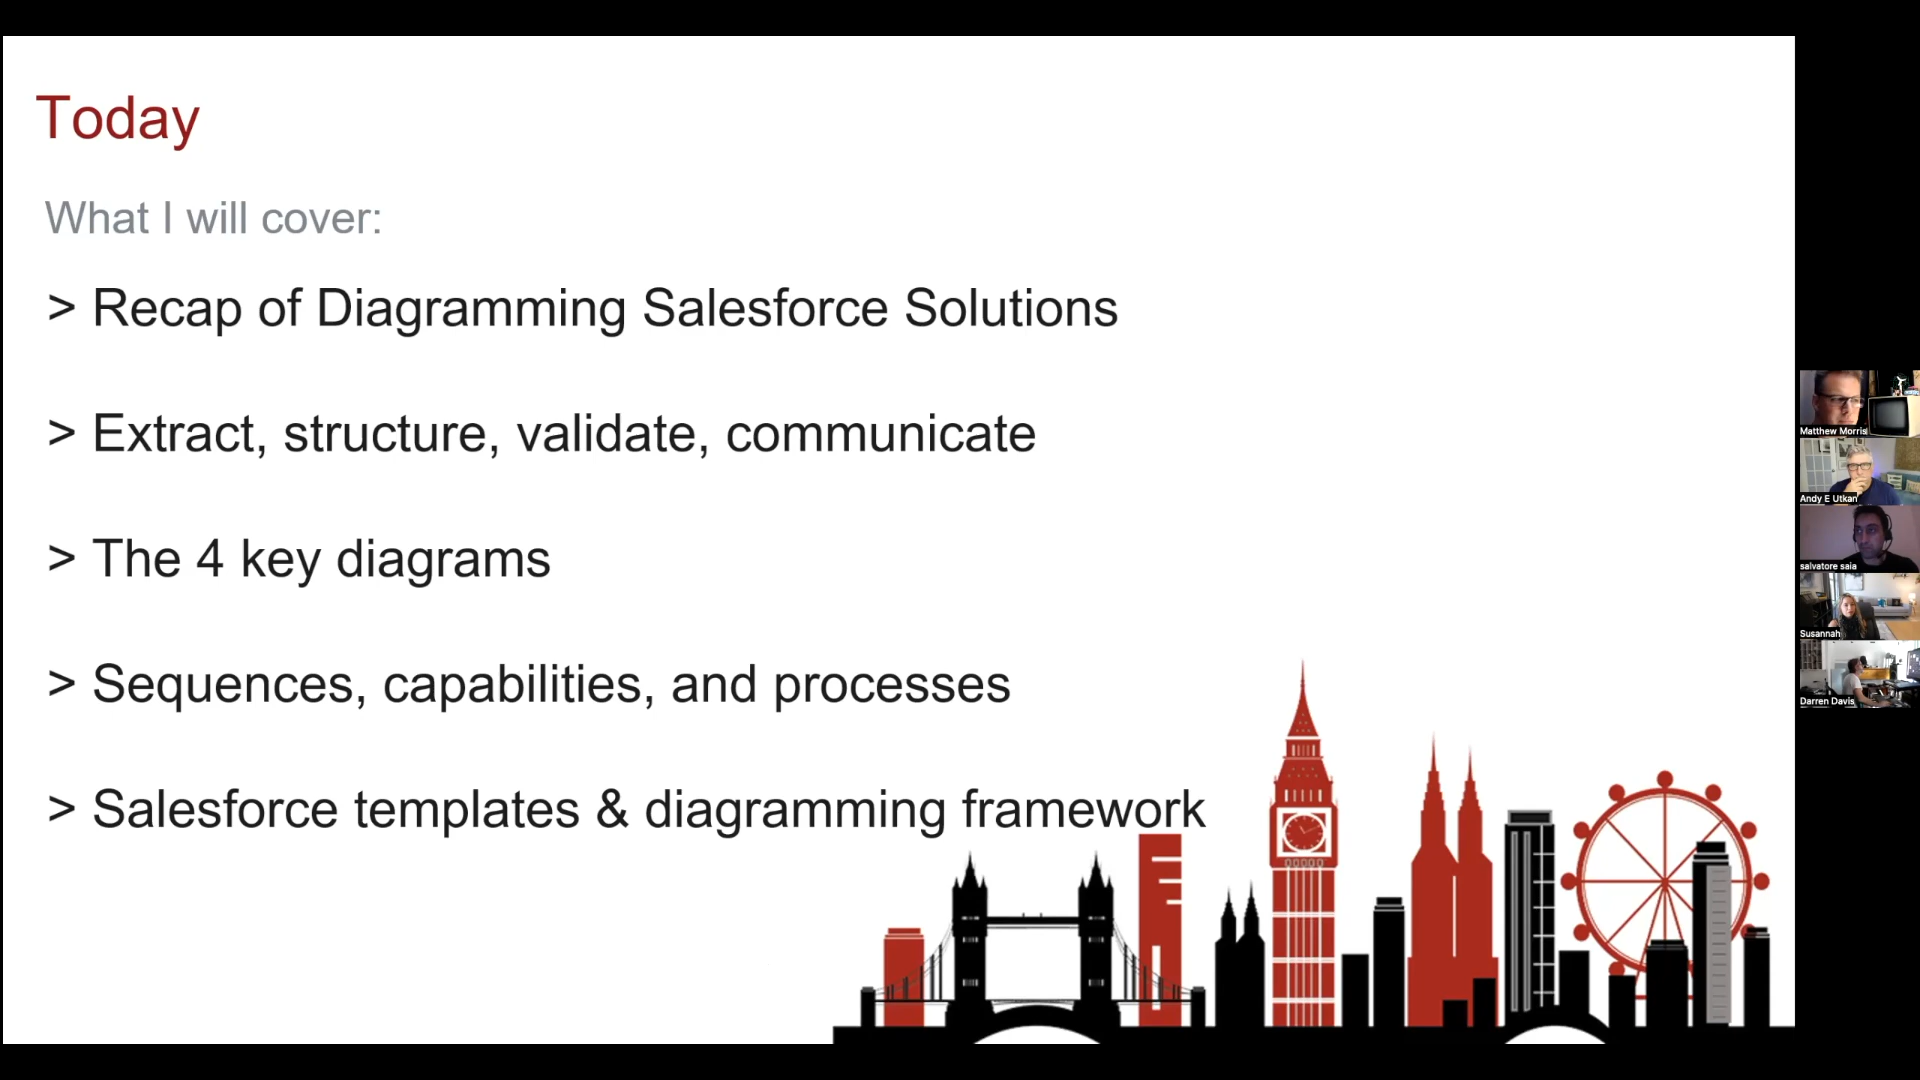 Today
What I will cover:
> Recap of Diagramming Salesforce Solutions
> Extract, structure, validate, communicate
> The 4 key diagrams
> Sequences, capabilities, and processes
> Salesforce templates & diagramming framework
Matthew Morris
Andy E Utkan
salvatore saia
Susannah
Darren Davis